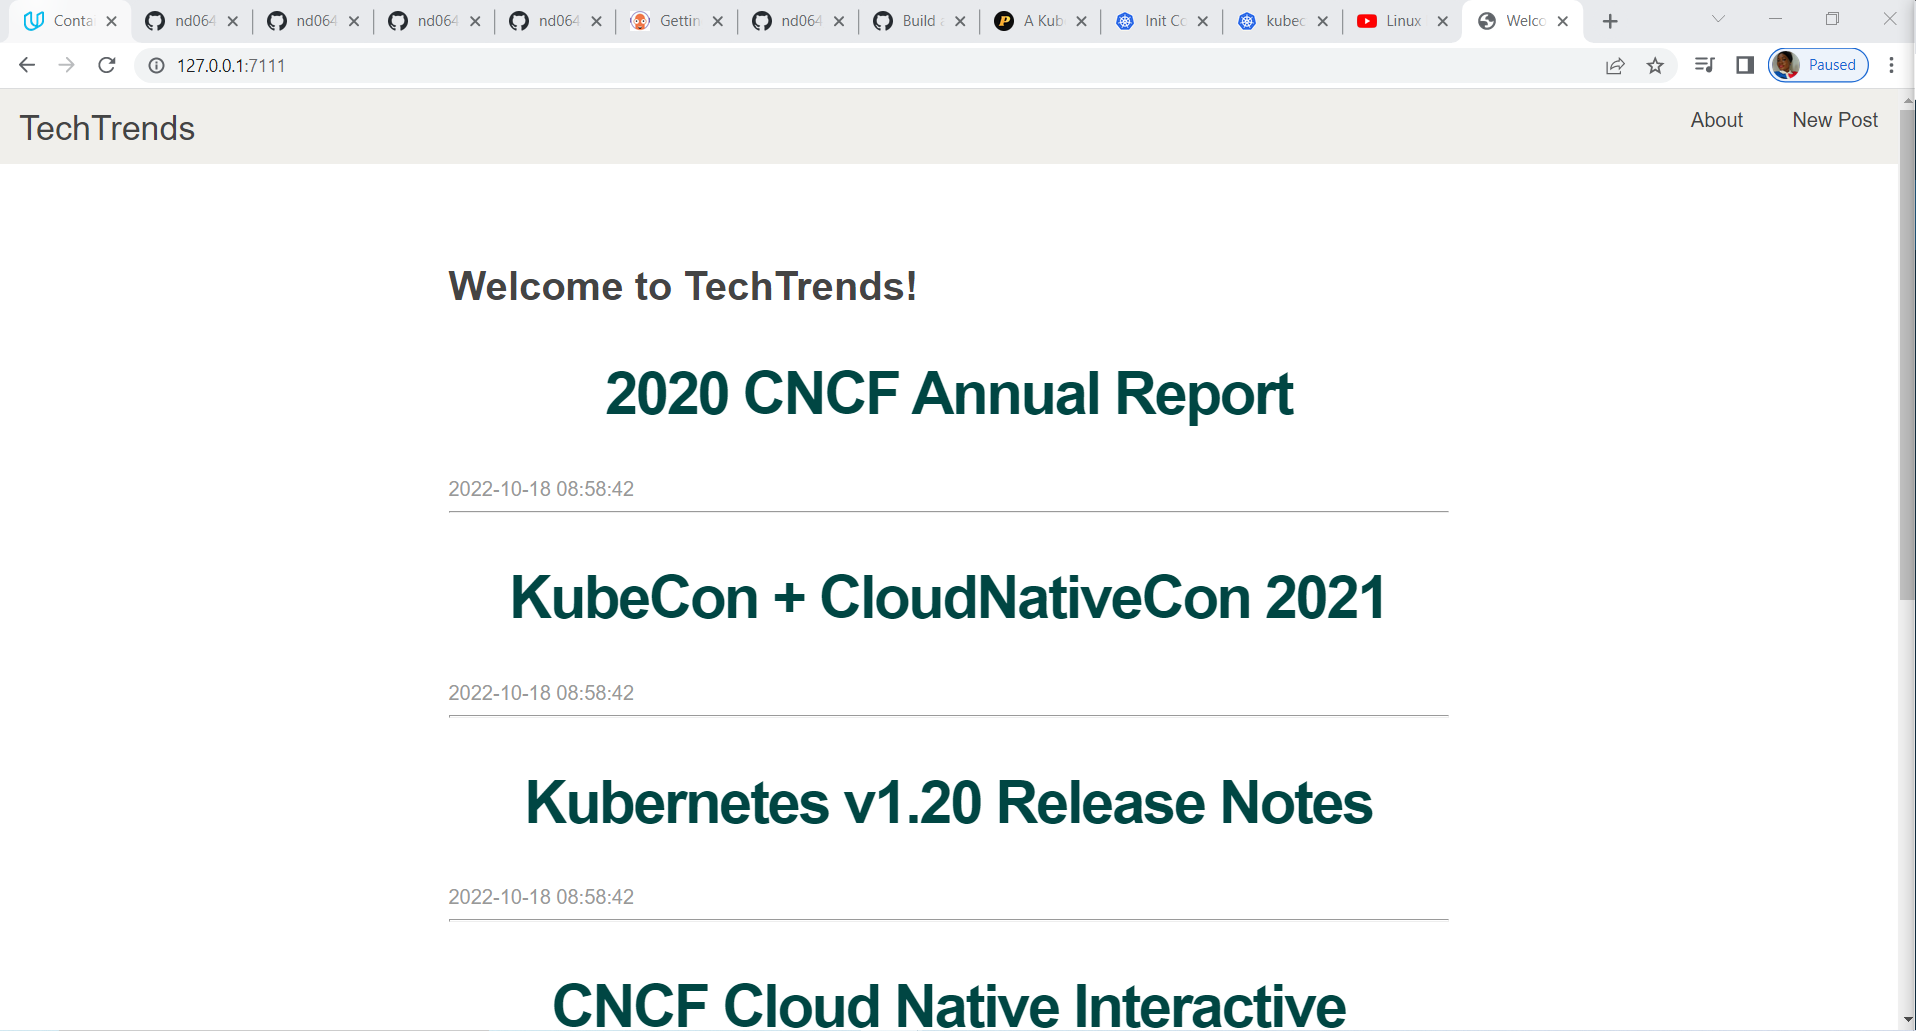 Conta nd064 nd064 nd064 nd064 Gettin nd064 Build A Kub Init Co kubec Linux Welco
127.0.0.1:7111 Paused
TechTrends About New Post
Welcome to TechTrends!
2020 CNCF Annual Report
2022-10-18 08:58:42
KubeCon + CloudNativeCon 2021
2022-10-18 08:58:42
Kubernetes v1.20 Release Notes
2022-10-18 08:58:42
CNCF Cloud Native Interactive